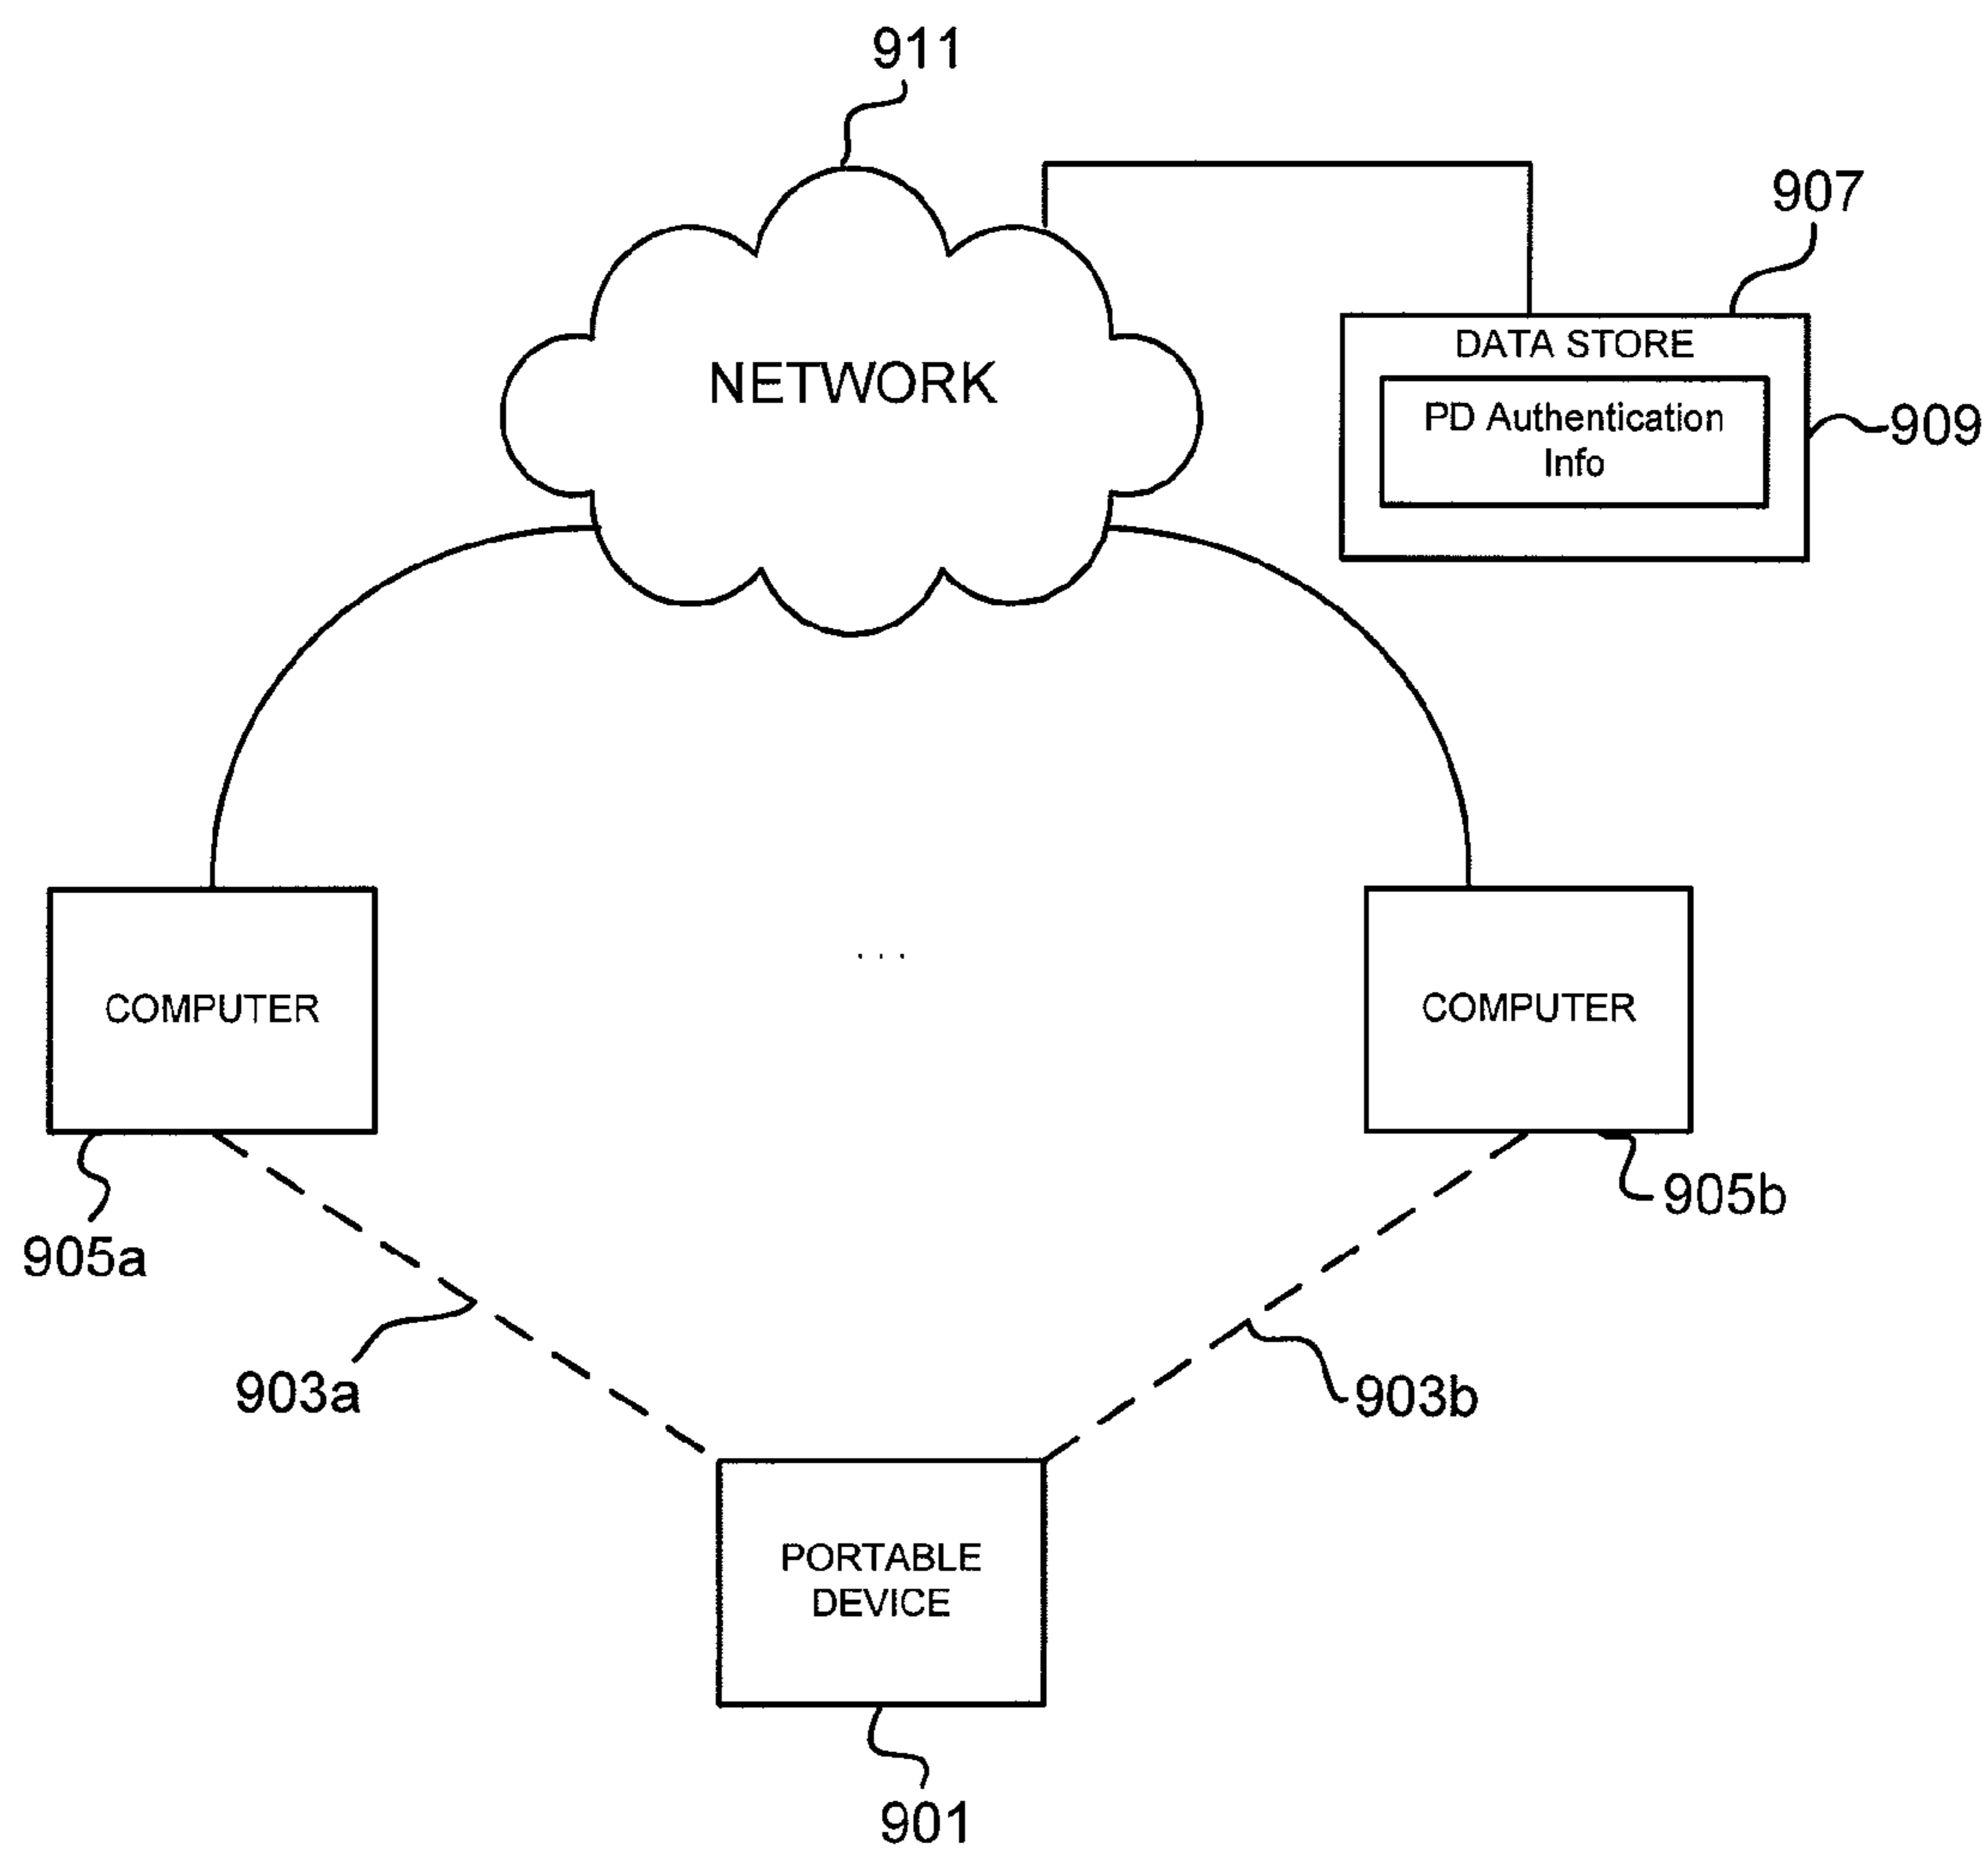 911
907
DATA STORE
NETWORK
PD Authentication
Info
909
...
COMPUTER
COMPUTER
905b
905a
903a
903b
PORTABLE
DEVICE
901